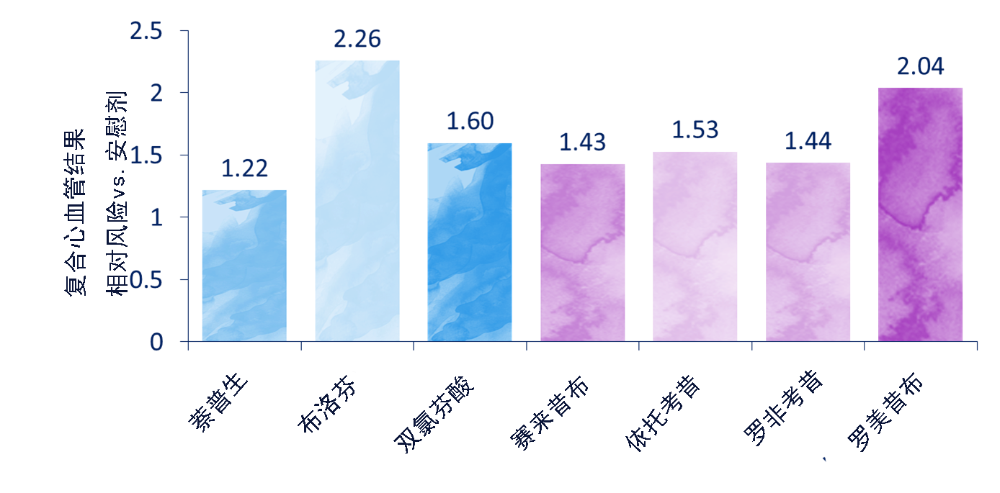 复合心血管结果
相对风险vs. 安慰剂
2.5
2
1.5
1
0.5
0
1.22
2.26
1.60
1.43
1.53
1.44
2.04
萘普生
布洛芬
双氯芬酸
赛来昔布
依托考昔
罗非考昔
罗美昔布